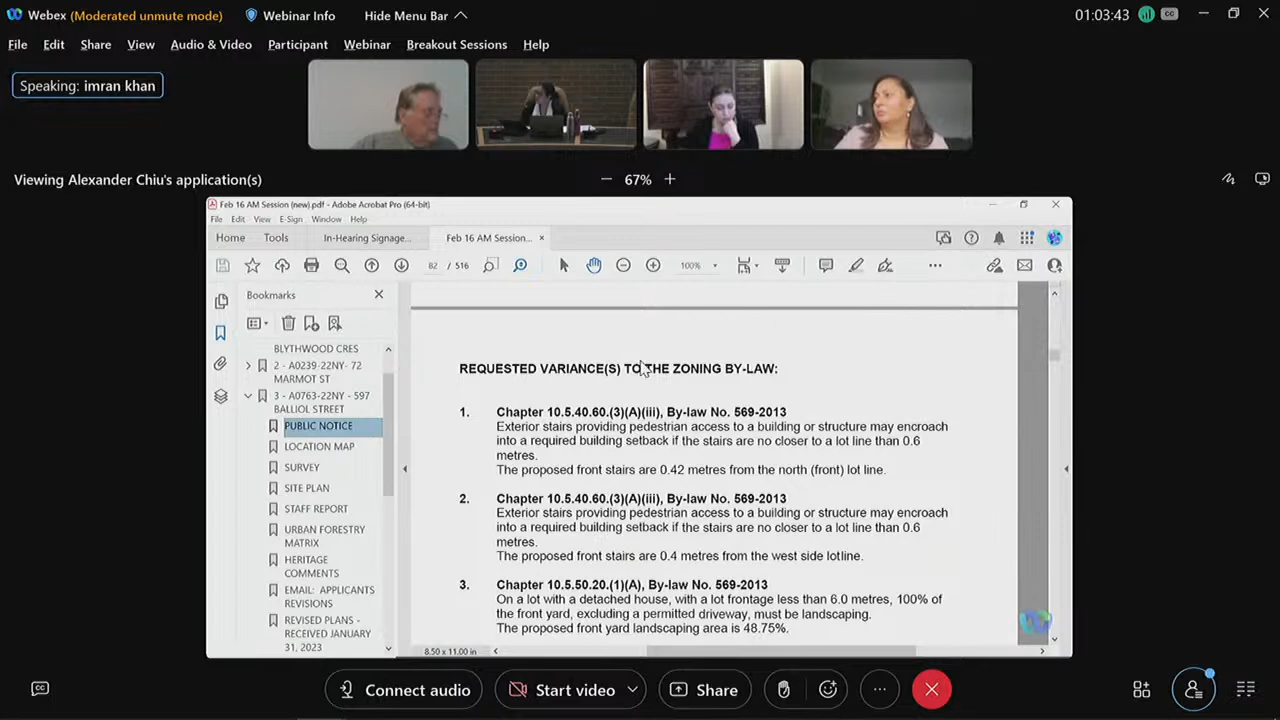 Webex (Moderated unmute mode) Webinar Info Hide Menu Bar 01:03:43 CC
File Edit Share View Audio & Video Participant Webinar Breakout Sessions Help
Speaking: imran khan
Viewing Alexander Chiu's application(s) 67%
Feb 16 AM Session (new).pdf - Adobe Acrobat Pro (64-bit)
File Edit View E-Sign Window Help
Home Tools In-Hearing Signage... Feb 16 AM Session...
82 / 516 100%
Bookmarks
BLYTHWOOD CRES
2 - A0239-22NY- 72
MARMOT ST
3 - A0763-22NY - 597
BALLIOL STREET
PUBLIC NOTICE
LOCATION MAP
SURVEY
SITE PLAN
STAFF REPORT
URBAN FORESTRY
MATRIX
HERITAGE
COMMENTS
EMAIL: APPLICANTS
REVISIONS
REVISED PLANS -
RECEIVED JANUARY
31, 2023
REQUESTED VARIANCE(S) TO THE ZONING BY-LAW:
1. Chapter 10.5.40.60.(3)(A)(iii), By-law No. 569-2013
Exterior stairs providing pedestrian access to a building or structure may encroach
into a required building setback if the stairs are no closer to a lot line than 0.6
metres.
The proposed front stairs are 0.42 metres from the north (front) lot line.
2. Chapter 10.5.40.60.(3)(A)(iii), By-law No. 569-2013
Exterior stairs providing pedestrian access to a building or structure may encroach
into a required building setback if the stairs are no closer to a lot line than 0.6
metres.
The proposed front stairs are 0.4 metres from the west side lotline.
3. Chapter 10.5.50.20.(1)(A), By-law No. 569-2013
On a lot with a detached house, with a lot frontage less than 6.0 metres, 100% of
the front yard, excluding a permitted driveway, must be landscaping.
The proposed front yard landscaping area is 48.75%.
8.50 x 11.00 in
CC Connect audio Start video Share